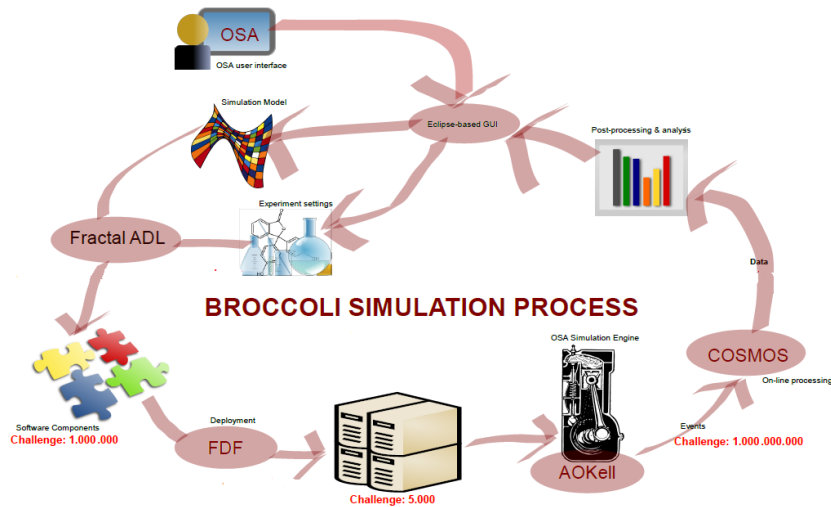 OSA
OSA user interface
Simulation Model
Eclipse-based GUI
Post-processing & analysis
Experiment settings
Fractal ADL
Data
BROCCOLI SIMULATION PROCESS
OSA Simulation Engine
COSMOS
On-line processing
Software Components
Challenge: 1.000.000
Deployment
FDF
Events
Challenge: 1.000.000.000
AOKell
Challenge: 5.000